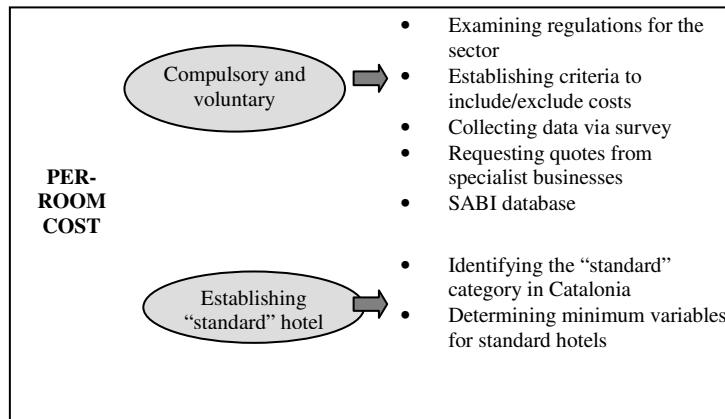 PER-
ROOM
COST
Compulsory and
voluntary
• Examining regulations for the
sector
• Establishing criteria to
include/exclude costs
• Collecting data via survey
• Requesting quotes from
specialist businesses
• SABI database
Establishing
“standard” hotel
• Identifying the “standard”
category in Catalonia
• Determining minimum variables
for standard hotels